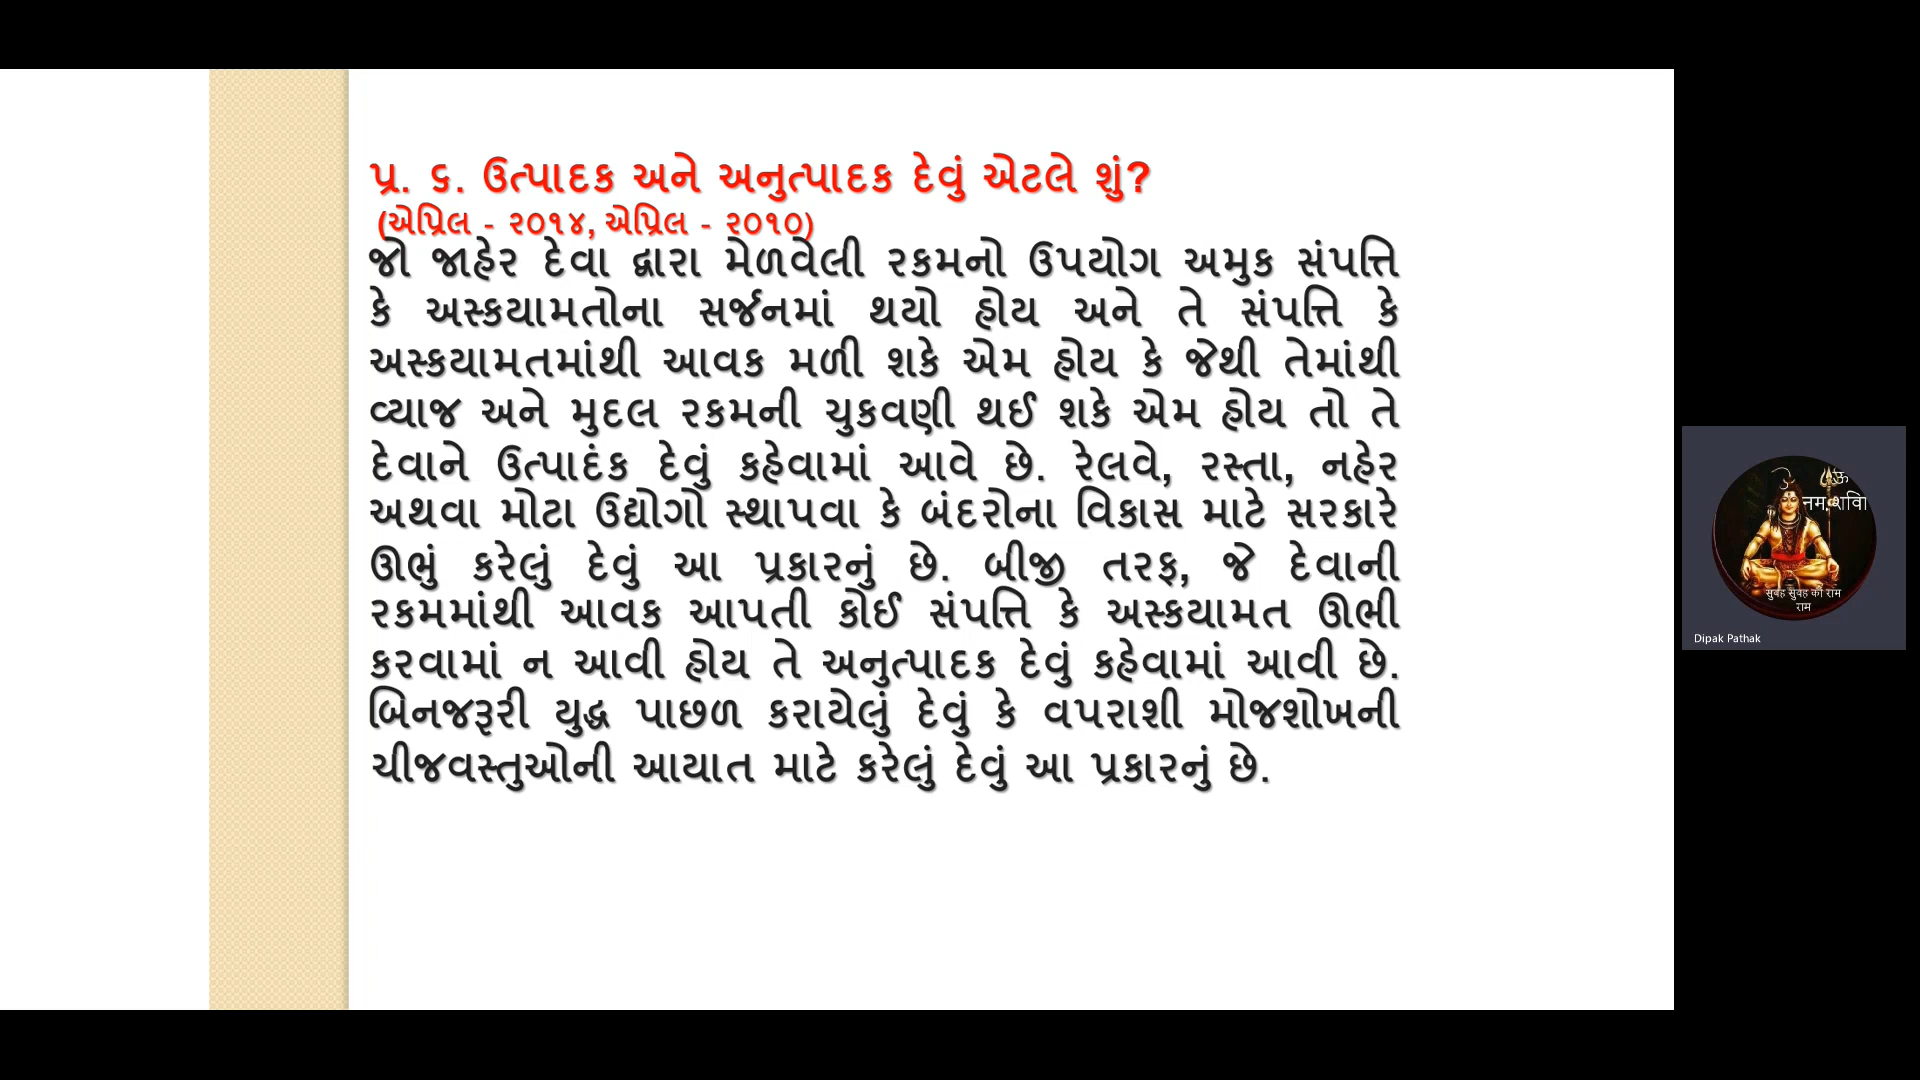 પ્ર. ૬. ઉત્પાદક અને અનુત્પાદક દેવું એટલે શું?
(એપ્રિલ - ૨૦૧૪, એપ્રિલ - ૨૦૧૦)
જો જાહેર દેવા દ્વારા મેળવેલી રકમનો ઉપયોગ અમુક સંપત્તિ
કે અસ્કયામતોના સર્જનમાં થયો હોય અને તે સંપત્તિ કે
અસ્કયામતમાંથી આવક મળી શકે એમ હોય કે જેથી તેમાંથી
વ્યાજ અને મુદલ રકમની ચુકવણી થઈ શકે એમ હોય તો તે
દેવાને ઉત્પાદંક દેવું કહેવામાં આવે છે. રેલવે, રસ્તા, નહેર
અથવા મોટા ઉદ્યોગો સ્થાપવા કે બંદરોના વિકાસ માટે સરકારે
ઊભું કરેલું દેવું આ પ્રકારનું છે. બીજી તરફ, જે દેવાની
રકમમાંથી આવક આપતી કોઈ સંપત્તિ કે અસ્કયામત ઊભી
કરવામાં ન આવી હોય તે અનુત્પાદક દેવું કહેવામાં આવી છે.
બિનજરૂરી યુદ્ધ પાછળ કરાયેલું દેવું કે વપરાશી મોજશોખની
ચીજવસ્તુઓની આયાત માટે કરેલું દેવું આ પ્રકારનું છે.
ૐ
सुबह सुबह की राम
राम
Dipak Pathak